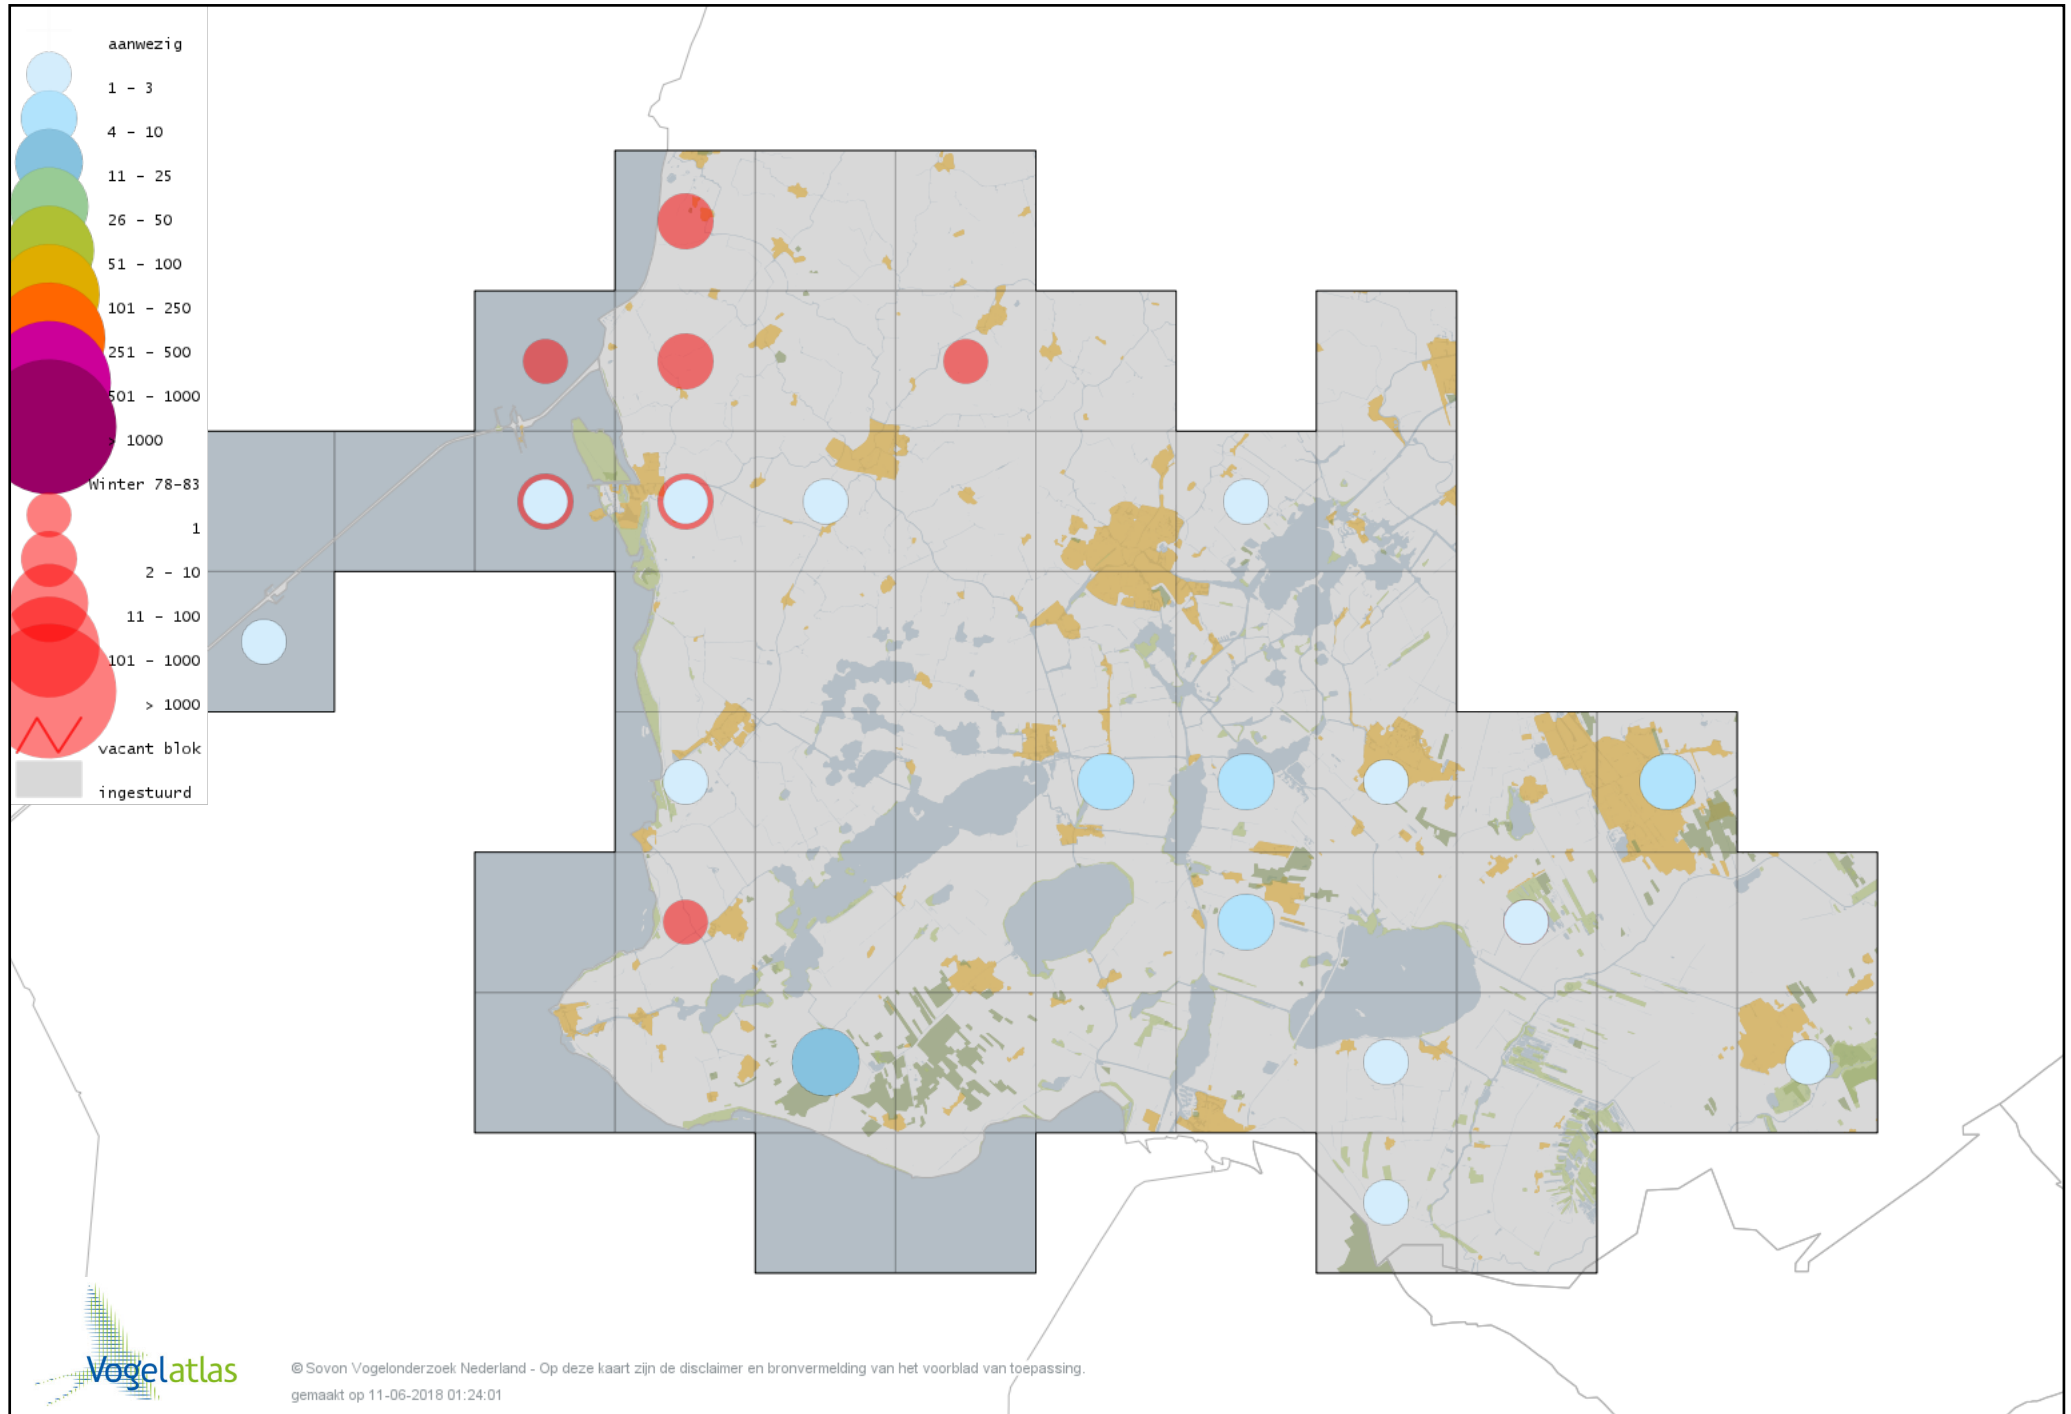 aanwezig
1 - 3
4 - 10
11 - 25
26 - 50
51 - 100
101 - 250
251 - 500
501 - 1000
> 1000
Winter 78-83
1
2 - 10
11 - 100
101 - 1000
> 1000
vacant blok
ingestuurd
Vogelatlas
© Sovon Vogelonderzoek Nederland - Op deze kaart zijn de disclaimer en bronvermelding van het voorblad van toepassing.
gemaakt op 11-06-2018 01:24:01